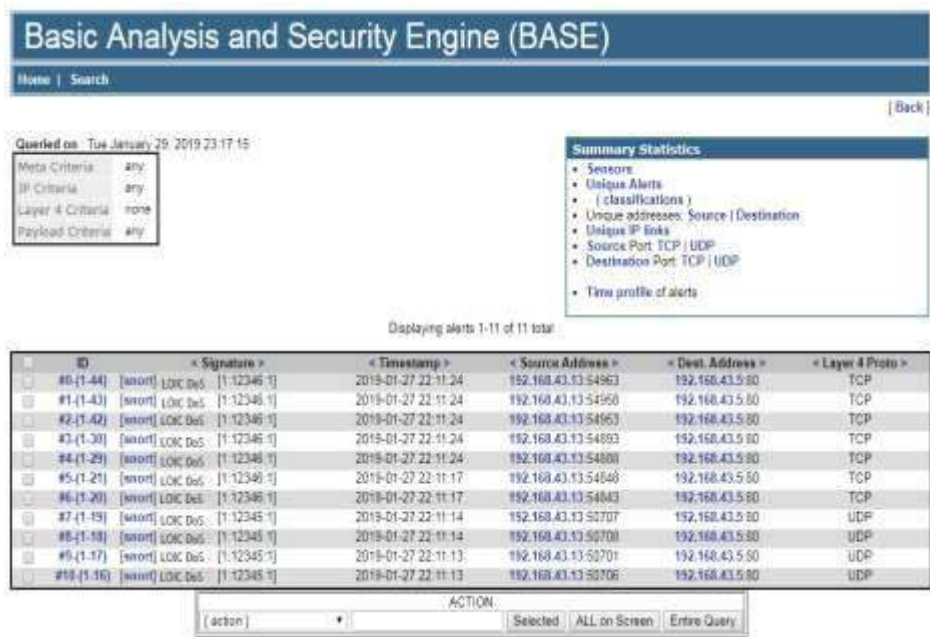 Basic Analysis and Security Engine (BASE)
Home | Search
[ Back ]
Queried on Tue January 29, 2019 23:17:15
Meta Criteria any
IP Criteria any
Layer 4 Criteria none
Payload Criteria any
Summary Statistics
• Sensors
• Unique Alerts
• ( classifications )
• Unique addresses: Source | Destination
• Unique IP links
• Source Port: TCP | UDP
• Destination Port: TCP | UDP
• Time profile of alerts
Displaying alerts 1-11 of 11 total
ID < Signature > < Timestamp > < Source Address > < Dest. Address > < Layer 4 Proto >
#0-(1-44) [snort] LOIC DoS [1:12346:1] 2019-01-27 22:11:24 192.168.43.13:54963 192.168.43.5:80 TCP
#1-(1-43) [snort] LOIC DoS [1:12346:1] 2019-01-27 22:11:24 192.168.43.13:54958 192.168.43.5:80 TCP
#2-(1-42) [snort] LOIC DoS [1:12346:1] 2019-01-27 22:11:24 192.168.43.13:54953 192.168.43.5:80 TCP
#3-(1-30) [snort] LOIC DoS [1:12346:1] 2019-01-27 22:11:24 192.168.43.13:54893 192.168.43.5:80 TCP
#4-(1-29) [snort] LOIC DoS [1:12346:1] 2019-01-27 22:11:24 192.168.43.13:54888 192.168.43.5:80 TCP
#5-(1-21) [snort] LOIC DoS [1:12346:1] 2019-01-27 22:11:17 192.168.43.13:54848 192.168.43.5:80 TCP
#6-(1-20) [snort] LOIC DoS [1:12346:1] 2019-01-27 22:11:17 192.168.43.13:54843 192.168.43.5:80 TCP
#7-(1-19) [snort] LOIC DoS [1:12345:1] 2019-01-27 22:11:14 192.168.43.13:50707 192.168.43.5:80 UDP
#8-(1-18) [snort] LOIC DoS [1:12345:1] 2019-01-27 22:11:14 192.168.43.13:50708 192.168.43.5:80 UDP
#9-(1-17) [snort] LOIC DoS [1:12345:1] 2019-01-27 22:11:13 192.168.43.13:50701 192.168.43.5:80 UDP
#10-(1-16) [snort] LOIC DoS [1:12345:1] 2019-01-27 22:11:13 192.168.43.13:50706 192.168.43.5:80 UDP
ACTION
{ action } Selected ALL on Screen Entire Query